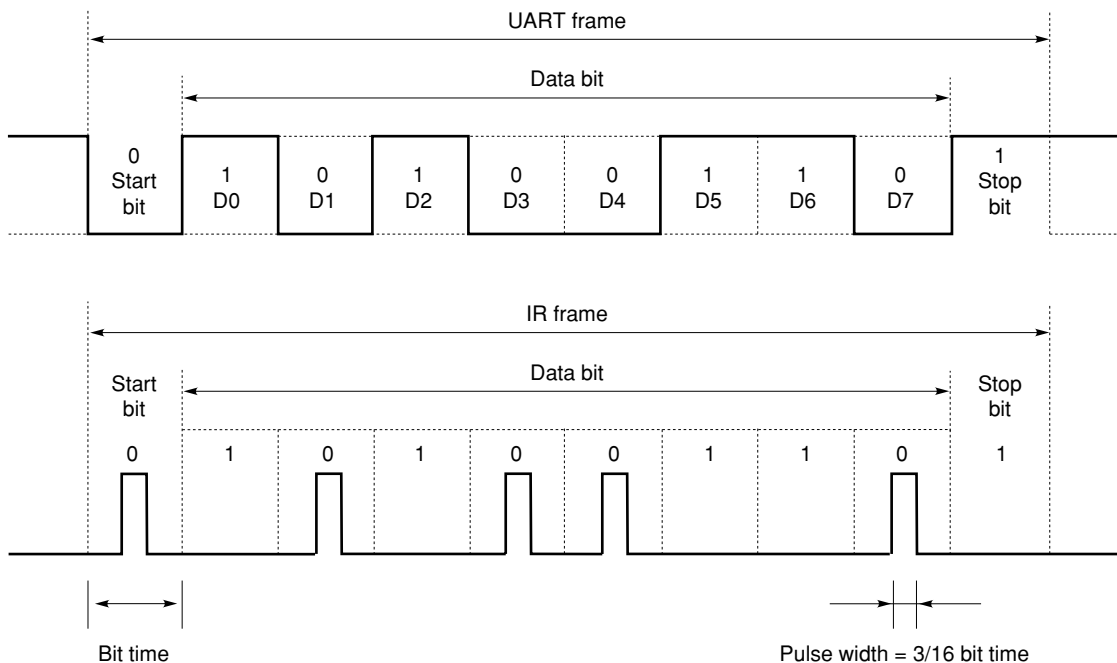 UART frame
Data bit
0
Start
bit
1
D0
0
D1
1
D2
0
D3
0
D4
1
D5
1
D6
0
D7
1
Stop
bit
IR frame
Start
bit
Data bit
Stop
bit
0 1 0 1 0 0 1 1 0 1
Bit time
Pulse width = 3/16 bit time